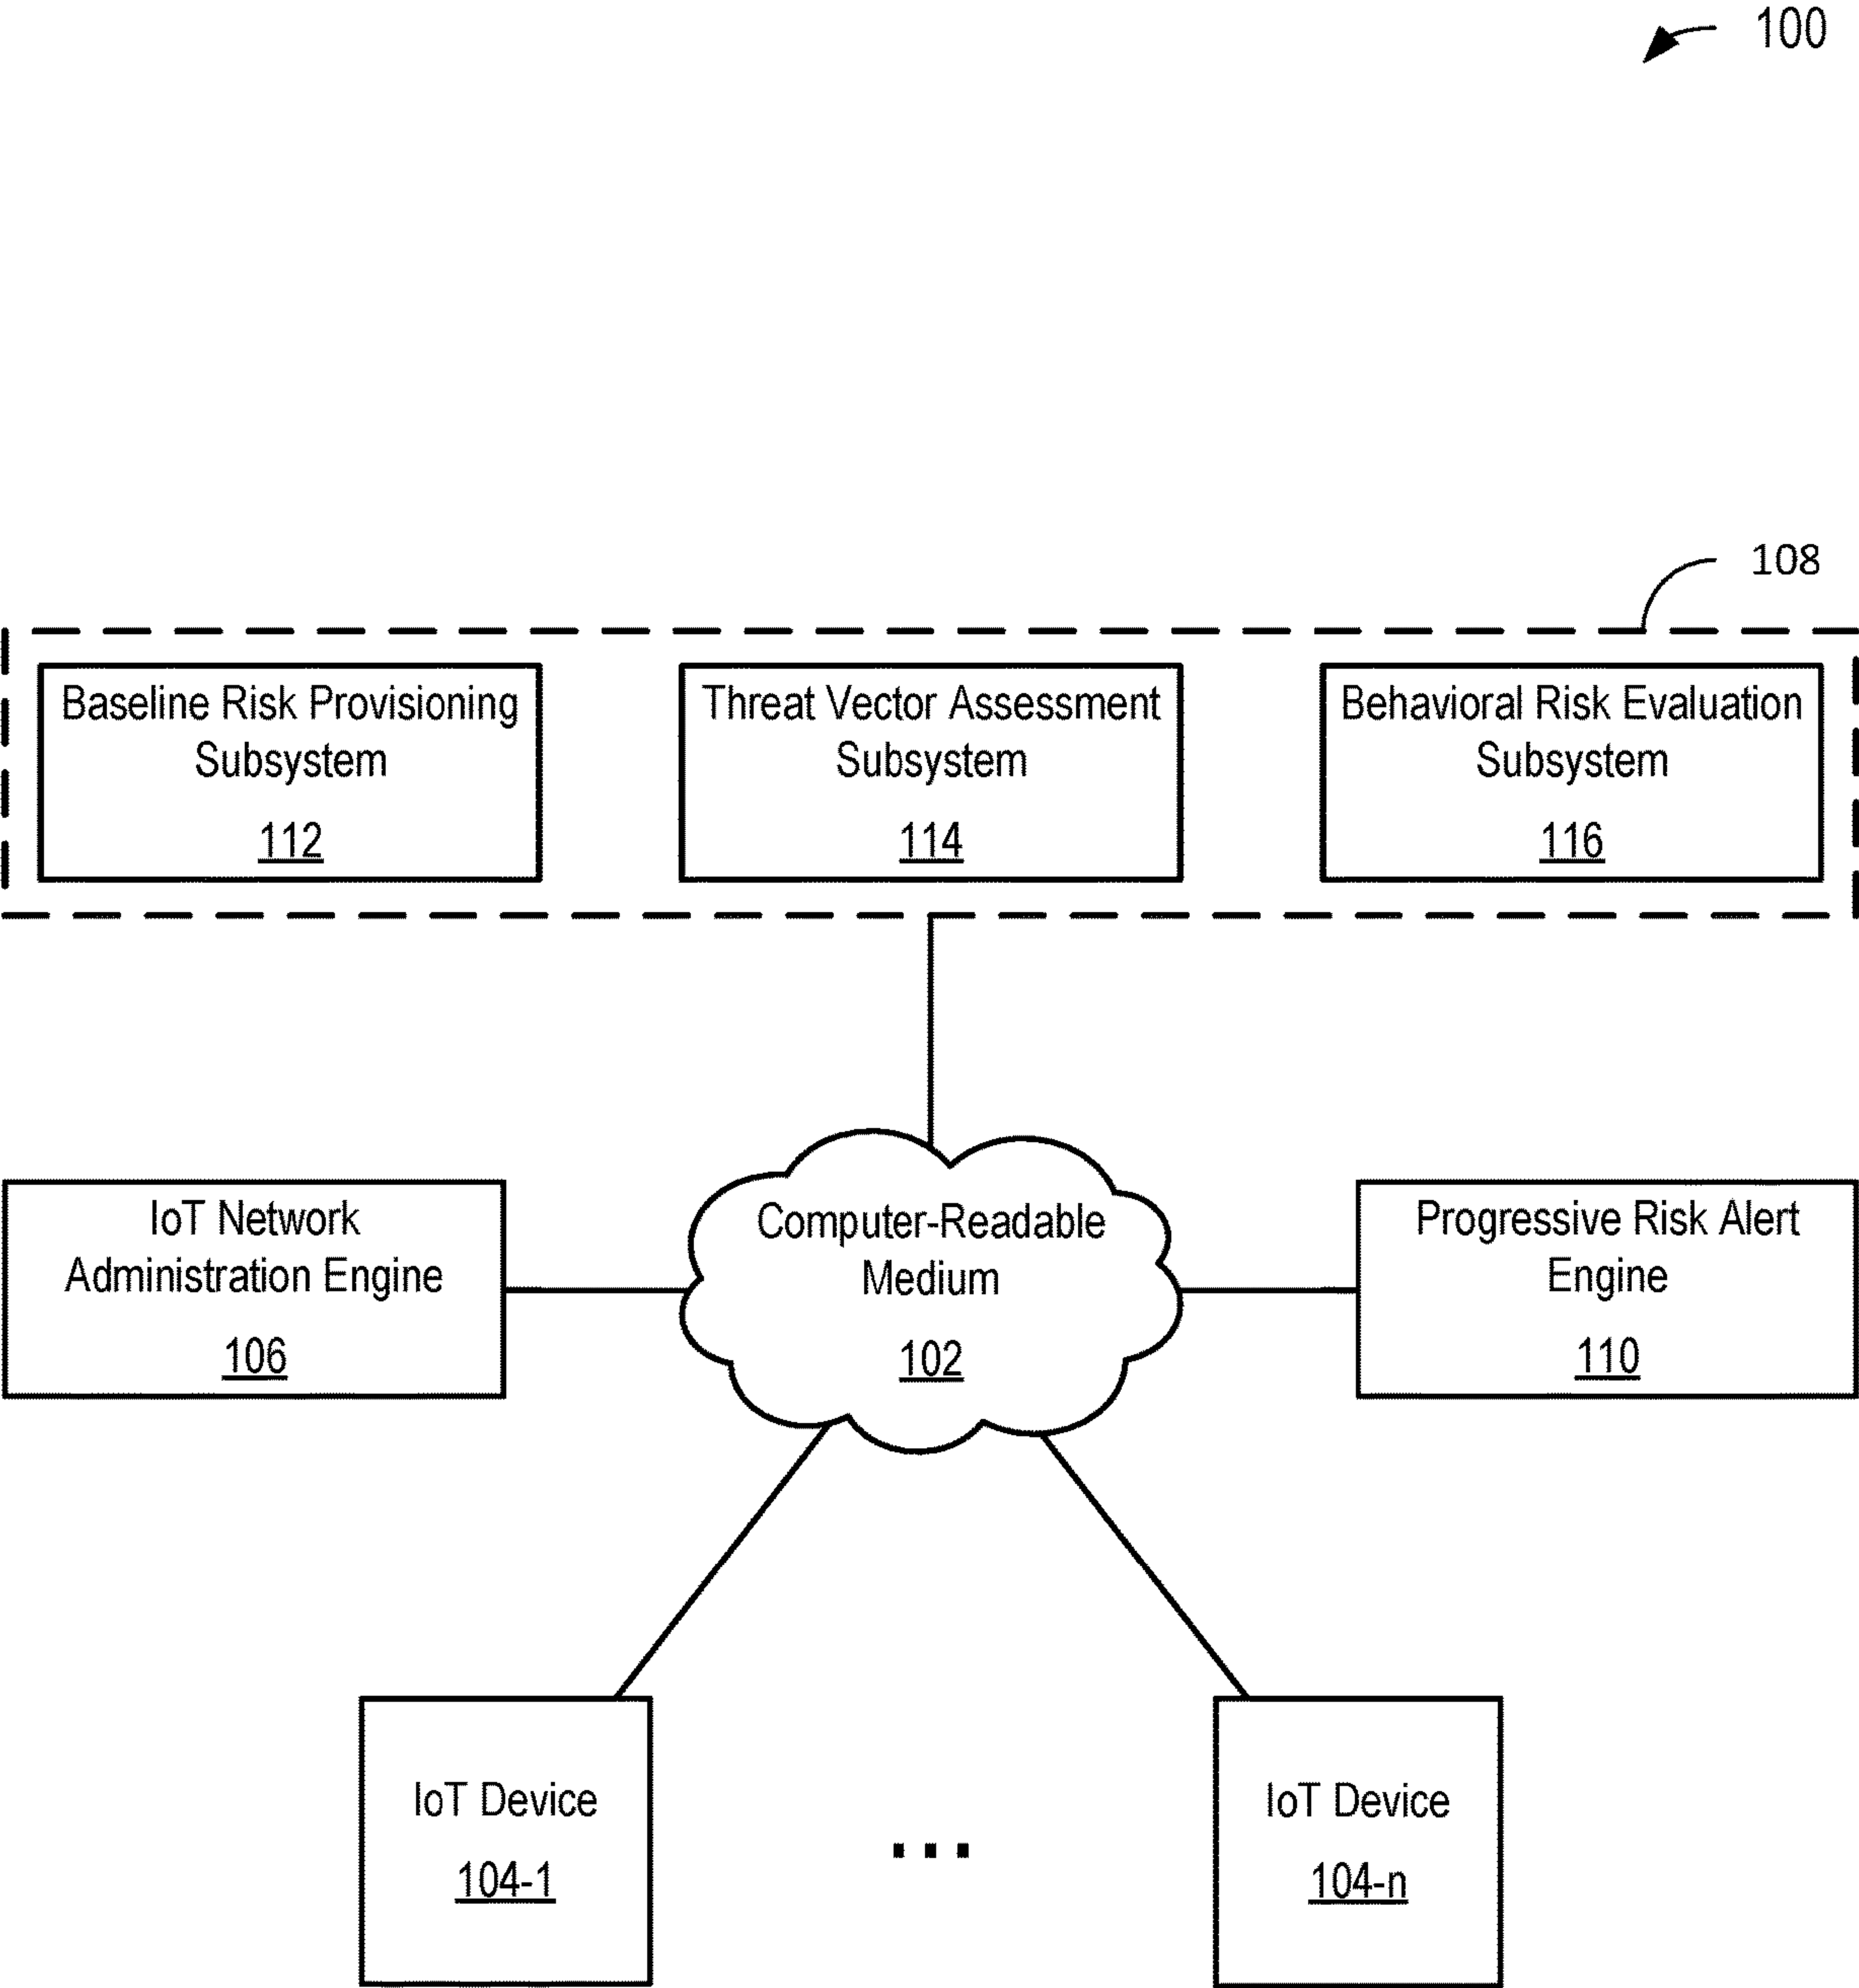 100
108
Baseline Risk Provisioning
Subsystem
112
Threat Vector Assessment
Subsystem
114
Behavioral Risk Evaluation
Subsystem
116
IoT Network
Administration Engine
106
Computer-Readable
Medium
102
Progressive Risk Alert
Engine
110
IoT Device
104-1
...
IoT Device
104-n